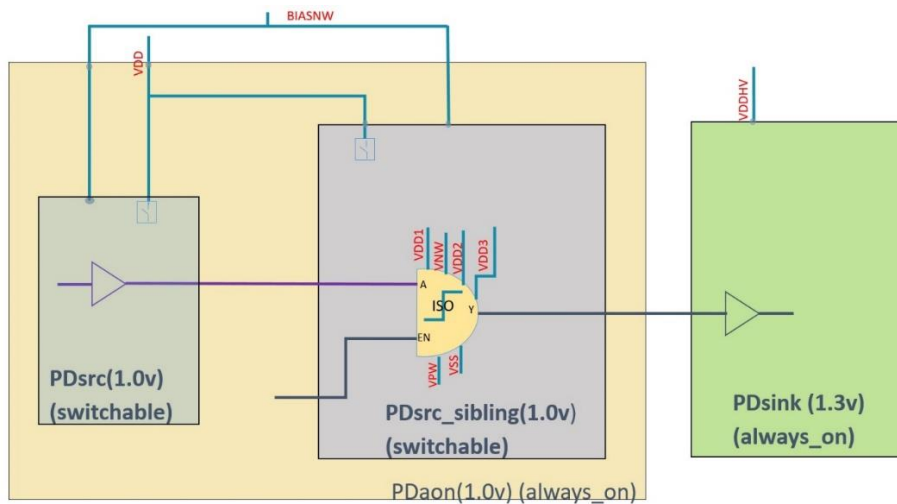 BIASNW
VDD
VDDHV
VDD1
VNW
VDD2
VDD3
A
ISO
Y
EN
VPW
VSS
PDsrc(1.0v)
(switchable)
PDsrc_sibling(1.0v)
(switchable)
PDsink (1.3v)
(always_on)
PDaon(1.0v) (always_on)